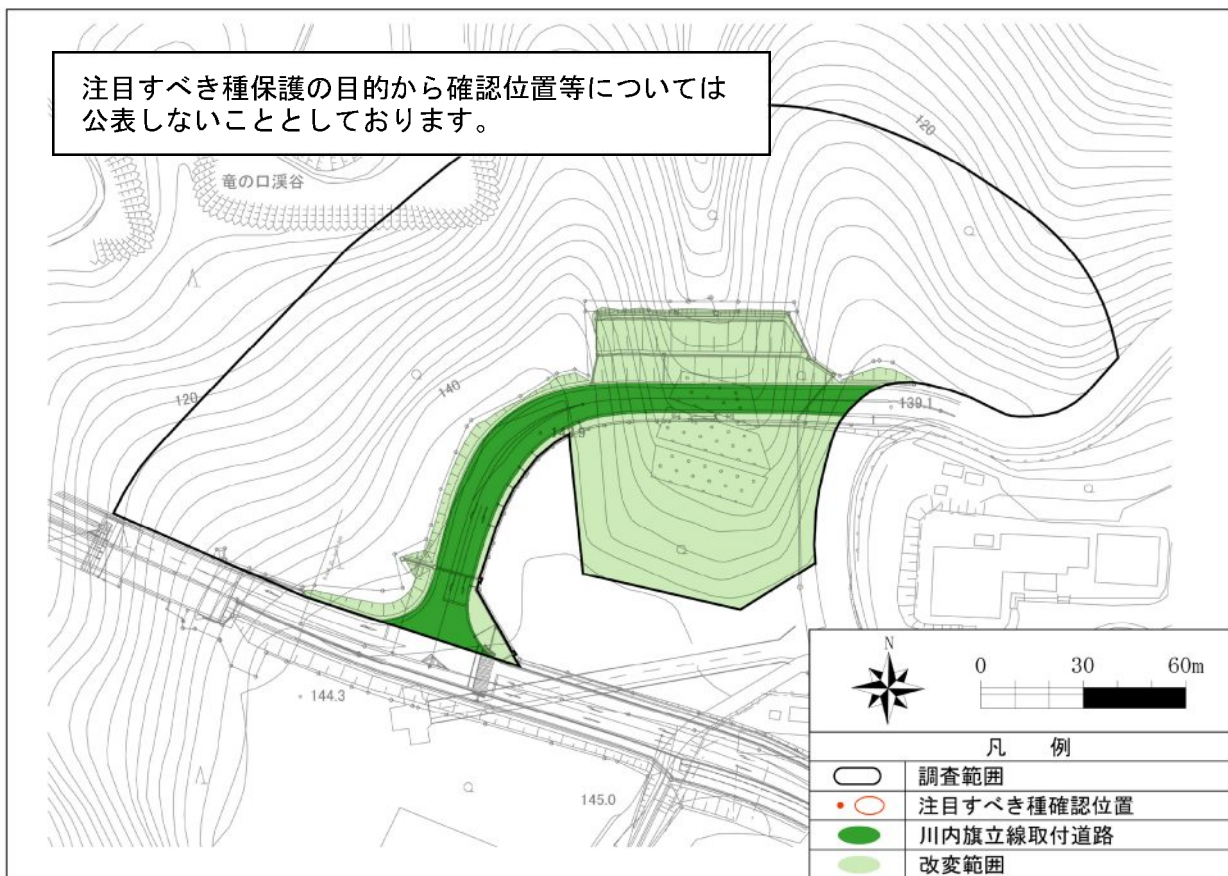 注目すべき種保護の目的から確認位置等については
公表しないこととしております。
竜の口渓谷
120
120
140
139.1
144.3
145.0
N
0 30 60m
凡 例
調査範囲
注目すべき種確認位置
川内旗立線取付道路
改変範囲